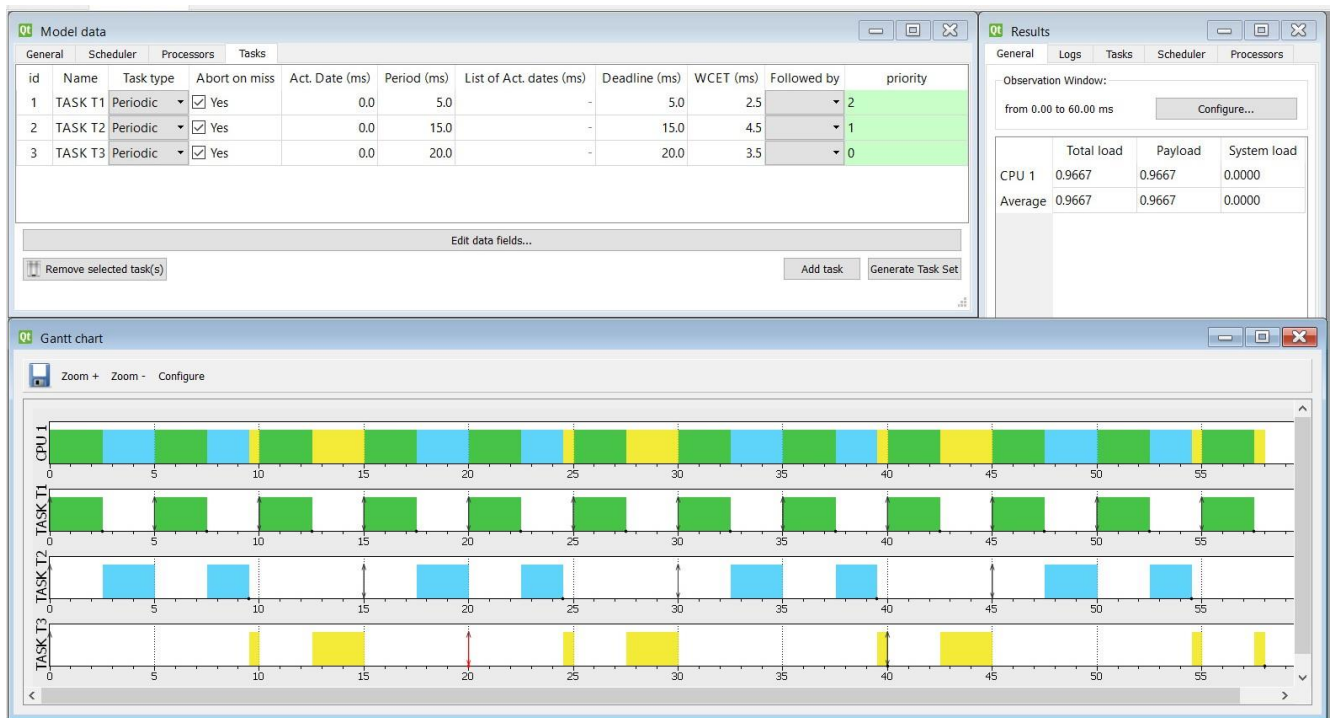 Model data
General Scheduler Processors Tasks
id Name Task type Abort on miss Act. Date (ms) Period (ms) List of Act. dates (ms) Deadline (ms) WCET (ms) Followed by priority
1 TASK T1 Periodic Yes 0.0 5.0 - 5.0 2.5 2
2 TASK T2 Periodic Yes 0.0 15.0 - 15.0 4.5 1
3 TASK T3 Periodic Yes 0.0 20.0 - 20.0 3.5 0
Edit data fields...
Remove selected task(s) Add task Generate Task Set
Results
General Logs Tasks Scheduler Processors
Observation Window:
from 0.00 to 60.00 ms Configure...
Total load Payload System load
CPU 1 0.9667 0.9667 0.0000
Average 0.9667 0.9667 0.0000
Gantt chart
Zoom + Zoom - Configure
CPU 1
0 5 10 15 20 25 30 35 40 45 50 55
TASK T1
0 5 10 15 20 25 30 35 40 45 50 55
TASK T2
0 5 10 15 20 25 30 35 40 45 50 55
TASK T3
0 5 10 15 20 25 30 35 40 45 50 55